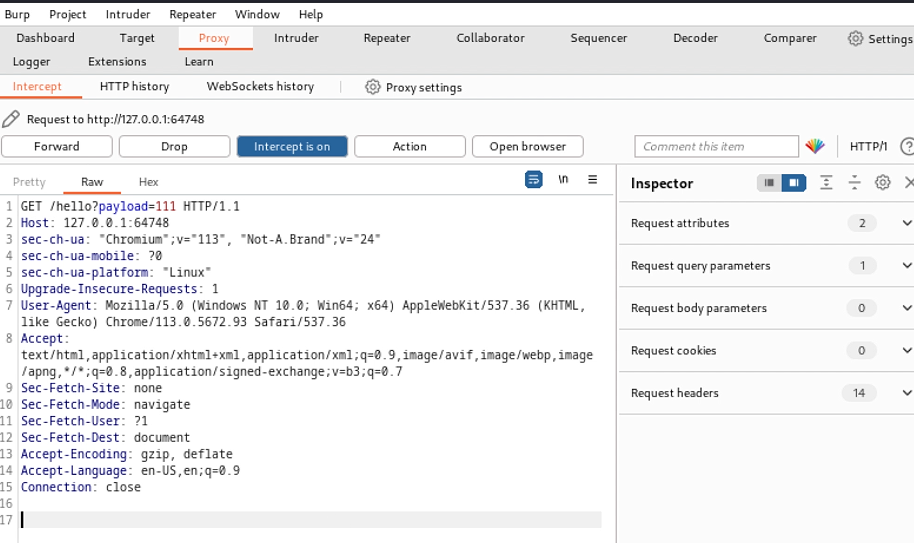 Burp Project Intruder Repeater Window Help
Dashboard Target Proxy Intruder Repeater Collaborator Sequencer Decoder Comparer Settings
Logger Extensions Learn
Intercept HTTP history WebSockets history Proxy settings
Request to http://127.0.0.1:64748
Forward Drop Intercept is on Action Open browser Comment this item HTTP/1 ?
Pretty Raw Hex \n
Inspector
1 GET /hello?payload=111 HTTP/1.1
2 Host: 127.0.0.1:64748
3 sec-ch-ua: "Chromium";v="113", "Not-A.Brand";v="24"
4 sec-ch-ua-mobile: ?0
5 sec-ch-ua-platform: "Linux"
6 Upgrade-Insecure-Requests: 1
7 User-Agent: Mozilla/5.0 (Windows NT 10.0; Win64; x64) AppleWebKit/537.36 (KHTML,
like Gecko) Chrome/113.0.5672.93 Safari/537.36
8 Accept:
text/html,application/xhtml+xml,application/xml;q=0.9,image/avif,image/webp,image
/apng,*/*;q=0.8,application/signed-exchange;v=b3;q=0.7
9 Sec-Fetch-Site: none
10 Sec-Fetch-Mode: navigate
11 Sec-Fetch-User: ?1
12 Sec-Fetch-Dest: document
13 Accept-Encoding: gzip, deflate
14 Accept-Language: en-US,en;q=0.9
15 Connection: close
16
17
Request attributes 2
Request query parameters 1
Request body parameters 0
Request cookies 0
Request headers 14